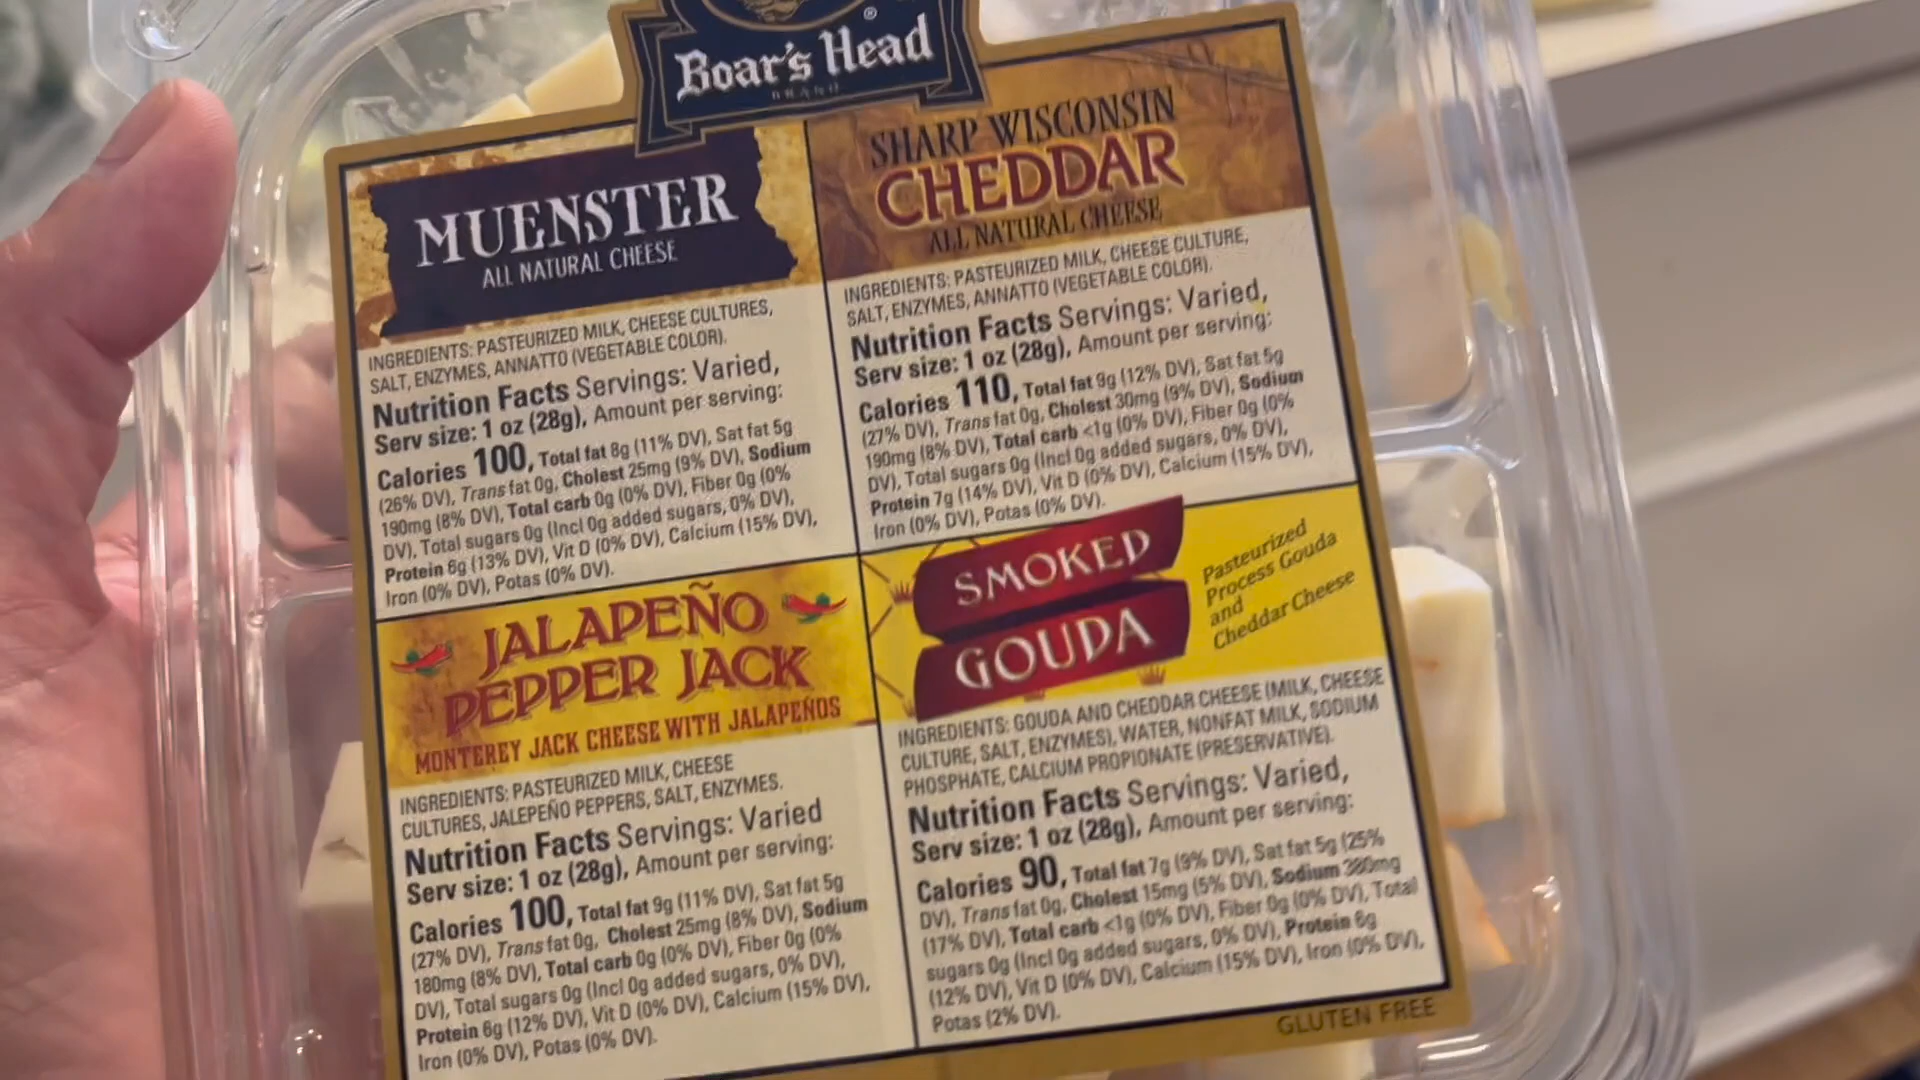 Boar's Head
BRAND
MUENSTER
ALL NATURAL CHEESE
INGREDIENTS: PASTEURIZED MILK, CHEESE CULTURES,
SALT, ENZYMES, ANNATTO (VEGETABLE COLOR).
Nutrition Facts Servings: Varied,
Serv size: 1 oz (28g), Amount per serving:
Calories 100, Total fat 8g (11% DV), Sat fat 5g
(26% DV), Trans fat 0g, Cholest 25mg (9% DV), Sodium
190mg (8% DV), Total carb 0g (0% DV), Fiber 0g (0%
DV), Total sugars 0g (Incl 0g added sugars, 0% DV),
Protein 6g (13% DV), Vit D (0% DV), Calcium (15% DV),
Iron (0% DV), Potas (0% DV).
SHARP WISCONSIN
CHEDDAR
ALL NATURAL CHEESE
INGREDIENTS: PASTEURIZED MILK, CHEESE CULTURE,
SALT, ENZYMES, ANNATTO (VEGETABLE COLOR).
Nutrition Facts Servings: Varied,
Serv size: 1 oz (28g), Amount per serving:
Calories 110, Total fat 9g (12% DV), Sat fat 5g
(27% DV), Trans fat 0g, Cholest 30mg (9% DV), Sodium
190mg (8% DV), Total carb <1g (0% DV), Fiber 0g (0%
DV), Total sugars 0g (Incl 0g added sugars, 0% DV),
Protein 7g (14% DV), Vit D (0% DV), Calcium (15% DV),
Iron (0% DV), Potas (0% DV).
JALAPEÑO
PEPPER JACK
MONTEREY JACK CHEESE WITH JALAPEÑOS
INGREDIENTS: PASTEURIZED MILK, CHEESE
CULTURES, JALEPEÑO PEPPERS, SALT, ENZYMES.
Nutrition Facts Servings: Varied
Serv size: 1 oz (28g), Amount per serving:
Calories 100, Total fat 9g (11% DV), Sat fat 5g
(27% DV), Trans fat 0g, Cholest 25mg (8% DV), Sodium
180mg (8% DV), Total carb 0g (0% DV), Fiber 0g (0%
DV), Total sugars 0g (Incl 0g added sugars, 0% DV),
Protein 6g (12% DV), Vit D (0% DV), Calcium (15% DV),
Iron (0% DV), Potas (0% DV).
SMOKED
GOUDA
Pasteurized
Process Gouda
and
Cheddar Cheese
INGREDIENTS: GOUDA AND CHEDDAR CHEESE (MILK, CHEESE
CULTURE, SALT, ENZYMES), WATER, NONFAT MILK, SODIUM
PHOSPHATE, CALCIUM PROPIONATE (PRESERVATIVE).
Nutrition Facts Servings: Varied,
Serv size: 1 oz (28g), Amount per serving:
Calories 90, Total fat 7g (9% DV), Sat fat 5g (25%
DV), Trans fat 0g, Cholest 15mg (5% DV), Sodium 380mg
(17% DV), Total carb <1g (0% DV), Fiber 0g (0% DV), Total
sugars 0g (Incl 0g added sugars, 0% DV), Protein 6g
(12% DV), Vit D (0% DV), Calcium (15% DV), Iron (0% DV),
Potas (2% DV).
GLUTEN FREE